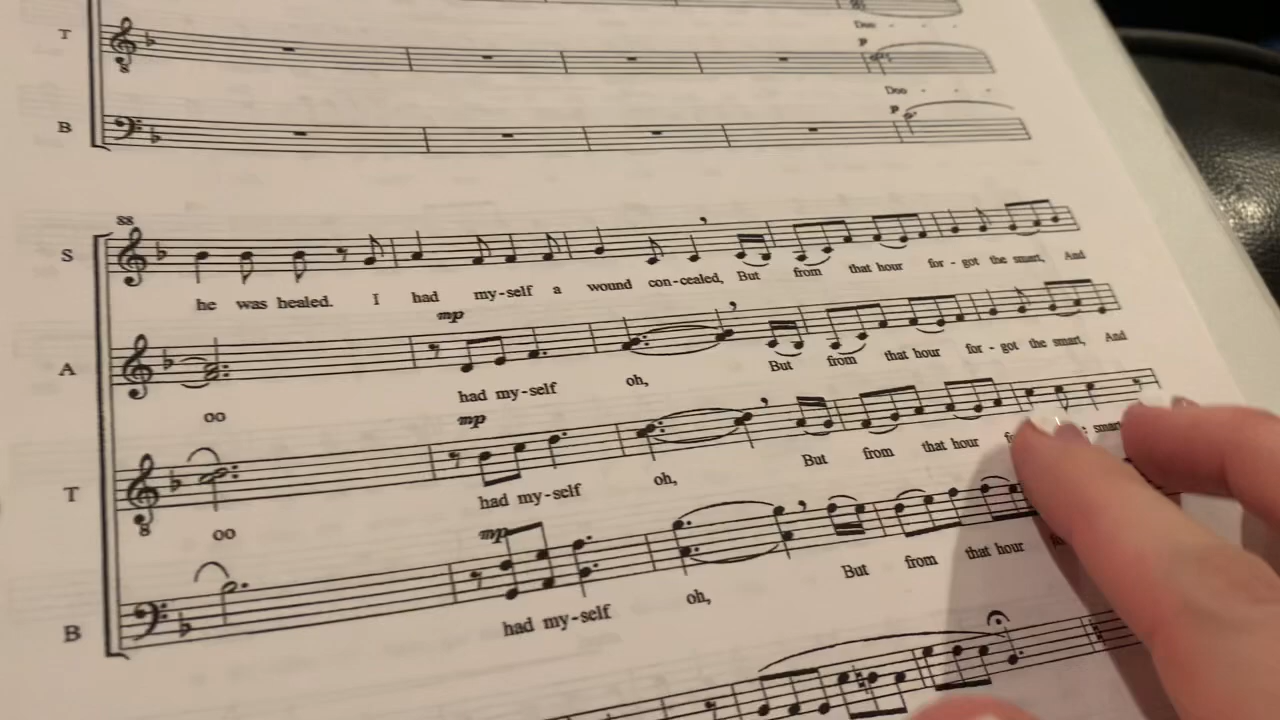 Doo - - -
T
p
Doo - - -
B
p
88
S
he was healed. I had my-self a wound con-cealed, But from that hour for-got the smart, And
mp
A
oo had my-self oh, But from that hour for-got the smart, And
mp
T
oo had my-self oh, But from that hour smart
mp
B
had my-self oh, But from that hour